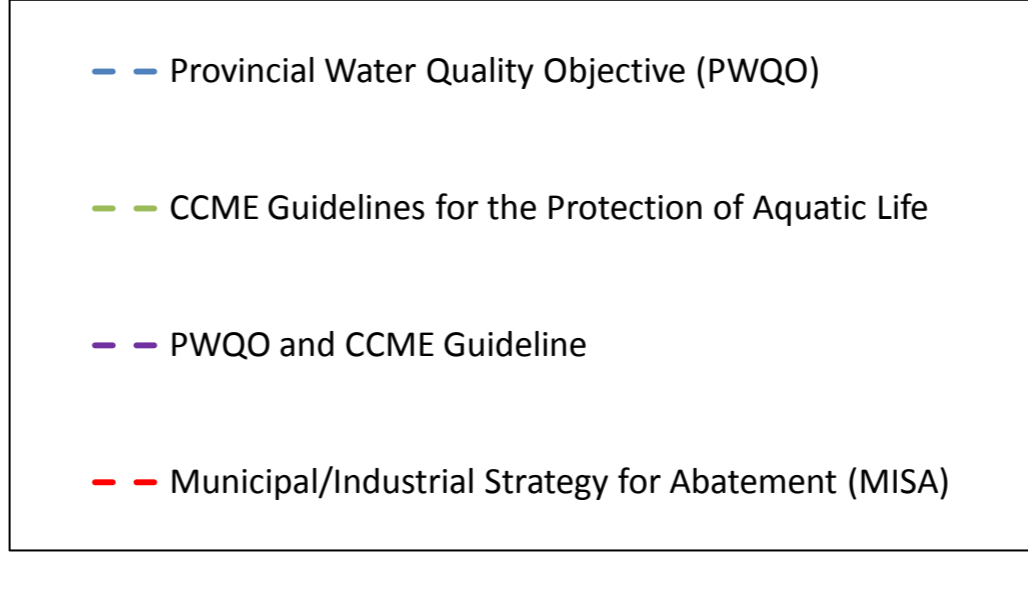 Provincial Water Quality Objective (PWQO)
CCME Guidelines for the Protection of Aquatic Life
PWQO and CCME Guideline
Municipal/Industrial Strategy for Abatement (MISA)